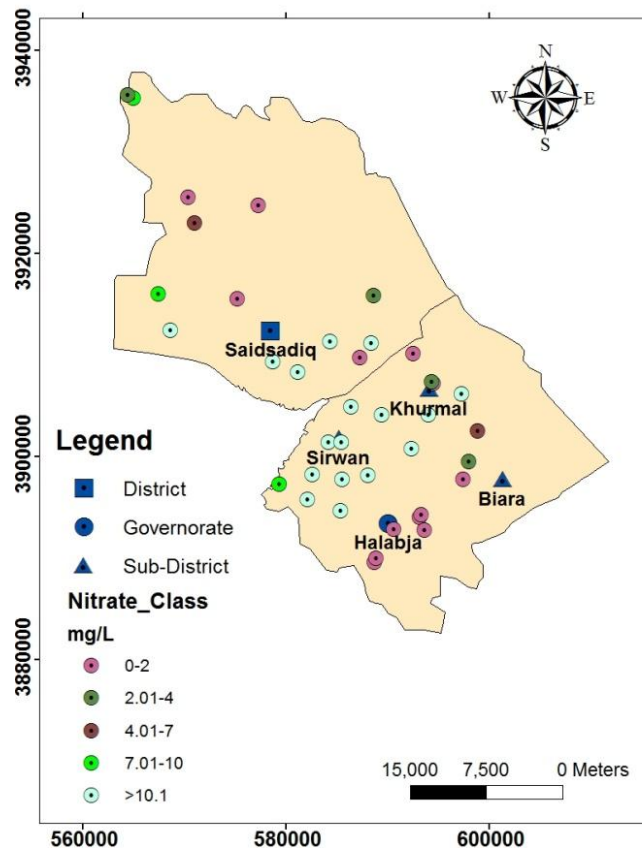 3940000
N
W E
S
3920000
Saidsadiq
Khurmal
Legend
Sirwan
3900000
District
Biara
Governorate
Halabja
Sub-District
Nitrate_Class
mg/L
3880000
0-2
2.01-4
4.01-7
7.01-10
15,000 7,500 0 Meters
>10.1
560000 580000 600000